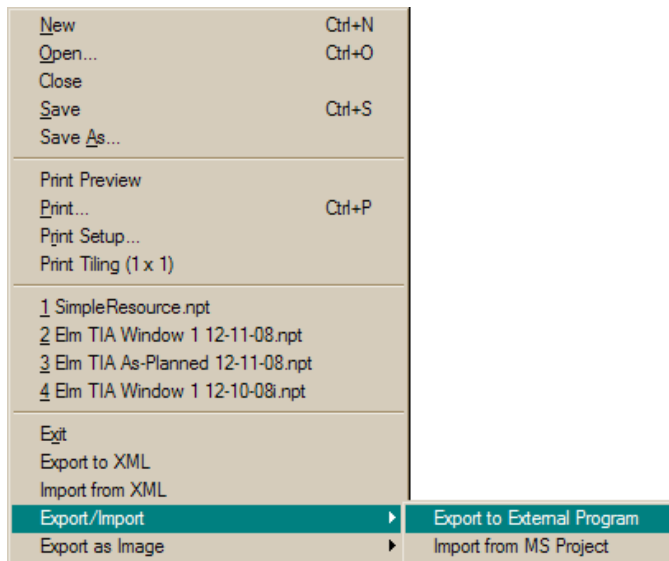 New Ctrl+N
Open... Ctrl+O
Close
Save Ctrl+S
Save As...
Print Preview
Print... Ctrl+P
Print Setup...
Print Tiling (1 x 1)
1 SimpleResource.npt
2 Elm TIA Window 1 12-11-08.npt
3 Elm TIA As-Planned 12-11-08.npt
4 Elm TIA Window 1 12-10-08i.npt
Exit
Export to XML
Import from XML
Export/Import Export to External Program
Export as Image Import from MS Project